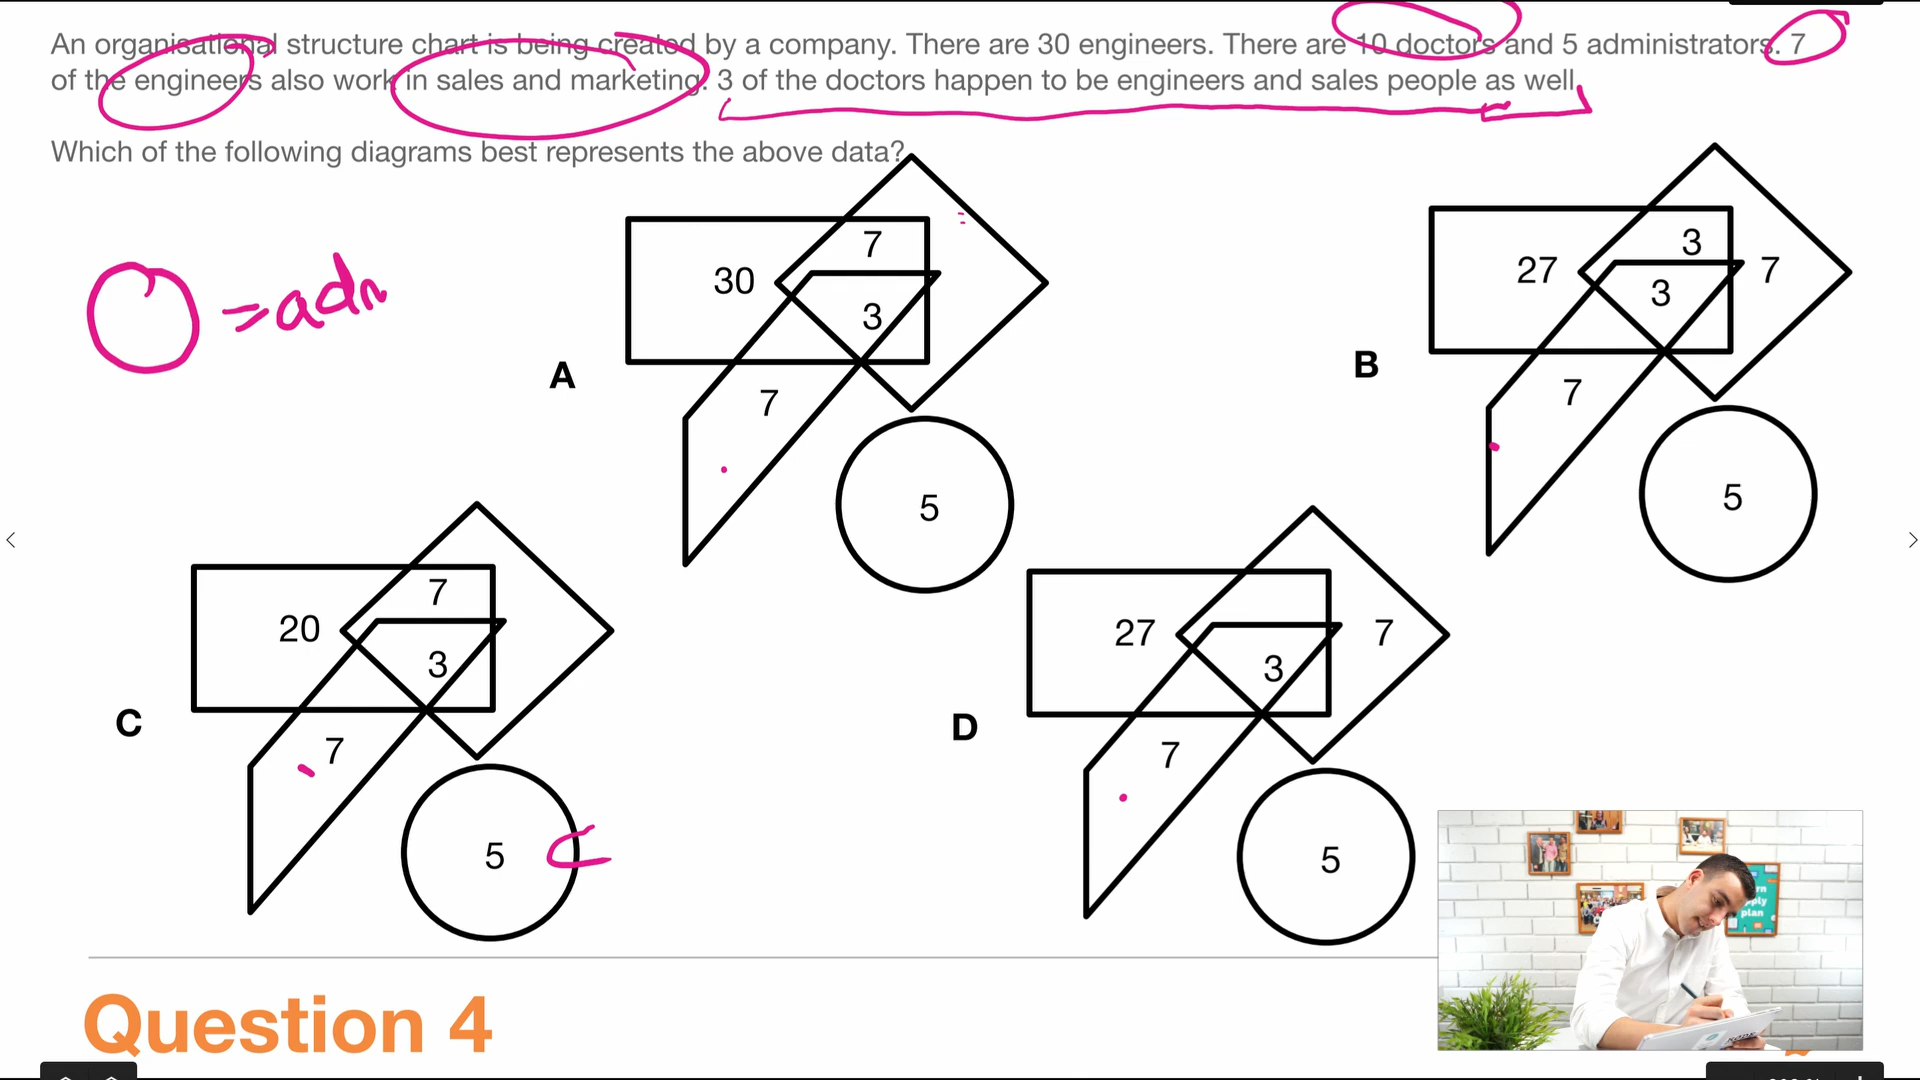 An organisational structure chart is being created by a company. There are 30 engineers. There are 10 doctors and 5 administrators. 7
of the engineers also work in sales and marketing. 3 of the doctors happen to be engineers and sales people as well.
Which of the following diagrams best represents the above data?
= adm
A
30
7
3
7
5
B
27
3
3
7
7
5
C
20
7
3
7
5
D
27
3
7
7
5
Question 4